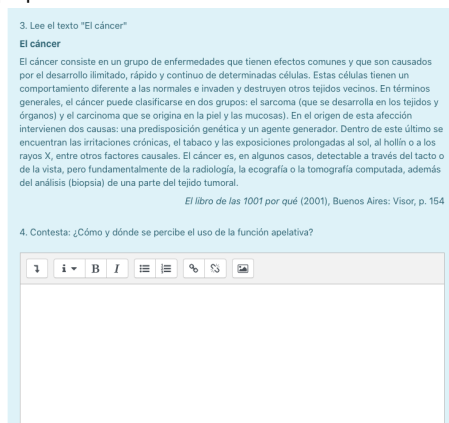 3. Lee el texto "El cáncer"
El cáncer
El cáncer consiste en un grupo de enfermedades que tienen efectos comunes y que son causados
por el desarrollo ilimitado, rápido y continuo de determinadas células. Estas células tienen un
comportamiento diferente a las normales e invaden y destruyen otros tejidos vecinos. En términos
generales, el cáncer puede clasificarse en dos grupos: el sarcoma (que se desarrolla en los tejidos y
órganos) y el carcinoma que se origina en la piel y las mucosas). En el origen de esta afección
intervienen dos causas: una predisposición genética y un agente generador. Dentro de este último se
encuentran las irritaciones crónicas, el tabaco y las exposiciones prolongadas al sol, al hollín o a los
rayos X, entre otros factores causales. El cáncer es, en algunos casos, detectable a través del tacto o
de la vista, pero fundamentalmente de la radiología, la ecografía o la tomografía computada, además
del análisis (biopsia) de una parte del tejido tumoral.
El libro de las 1001 por qué (2001), Buenos Aires: Visor, p. 154
4. Contesta: ¿Cómo y dónde se percibe el uso de la función apelativa?
i B I